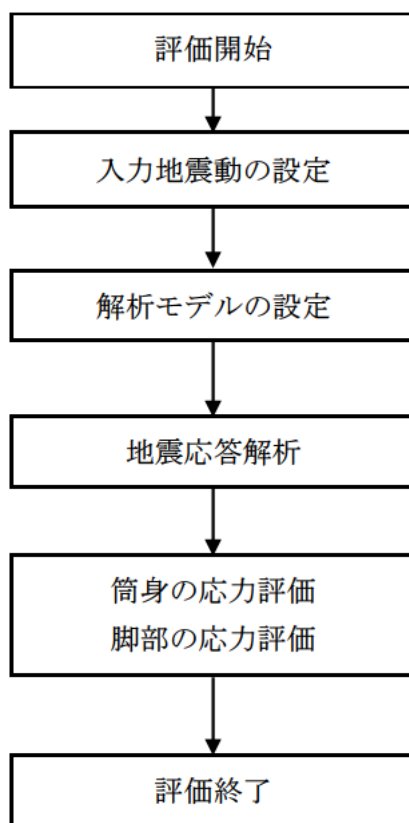 評価開始
入力地震動の設定
解析モデルの設定
地震応答解析
筒身の応力評価
脚部の応力評価
評価終了